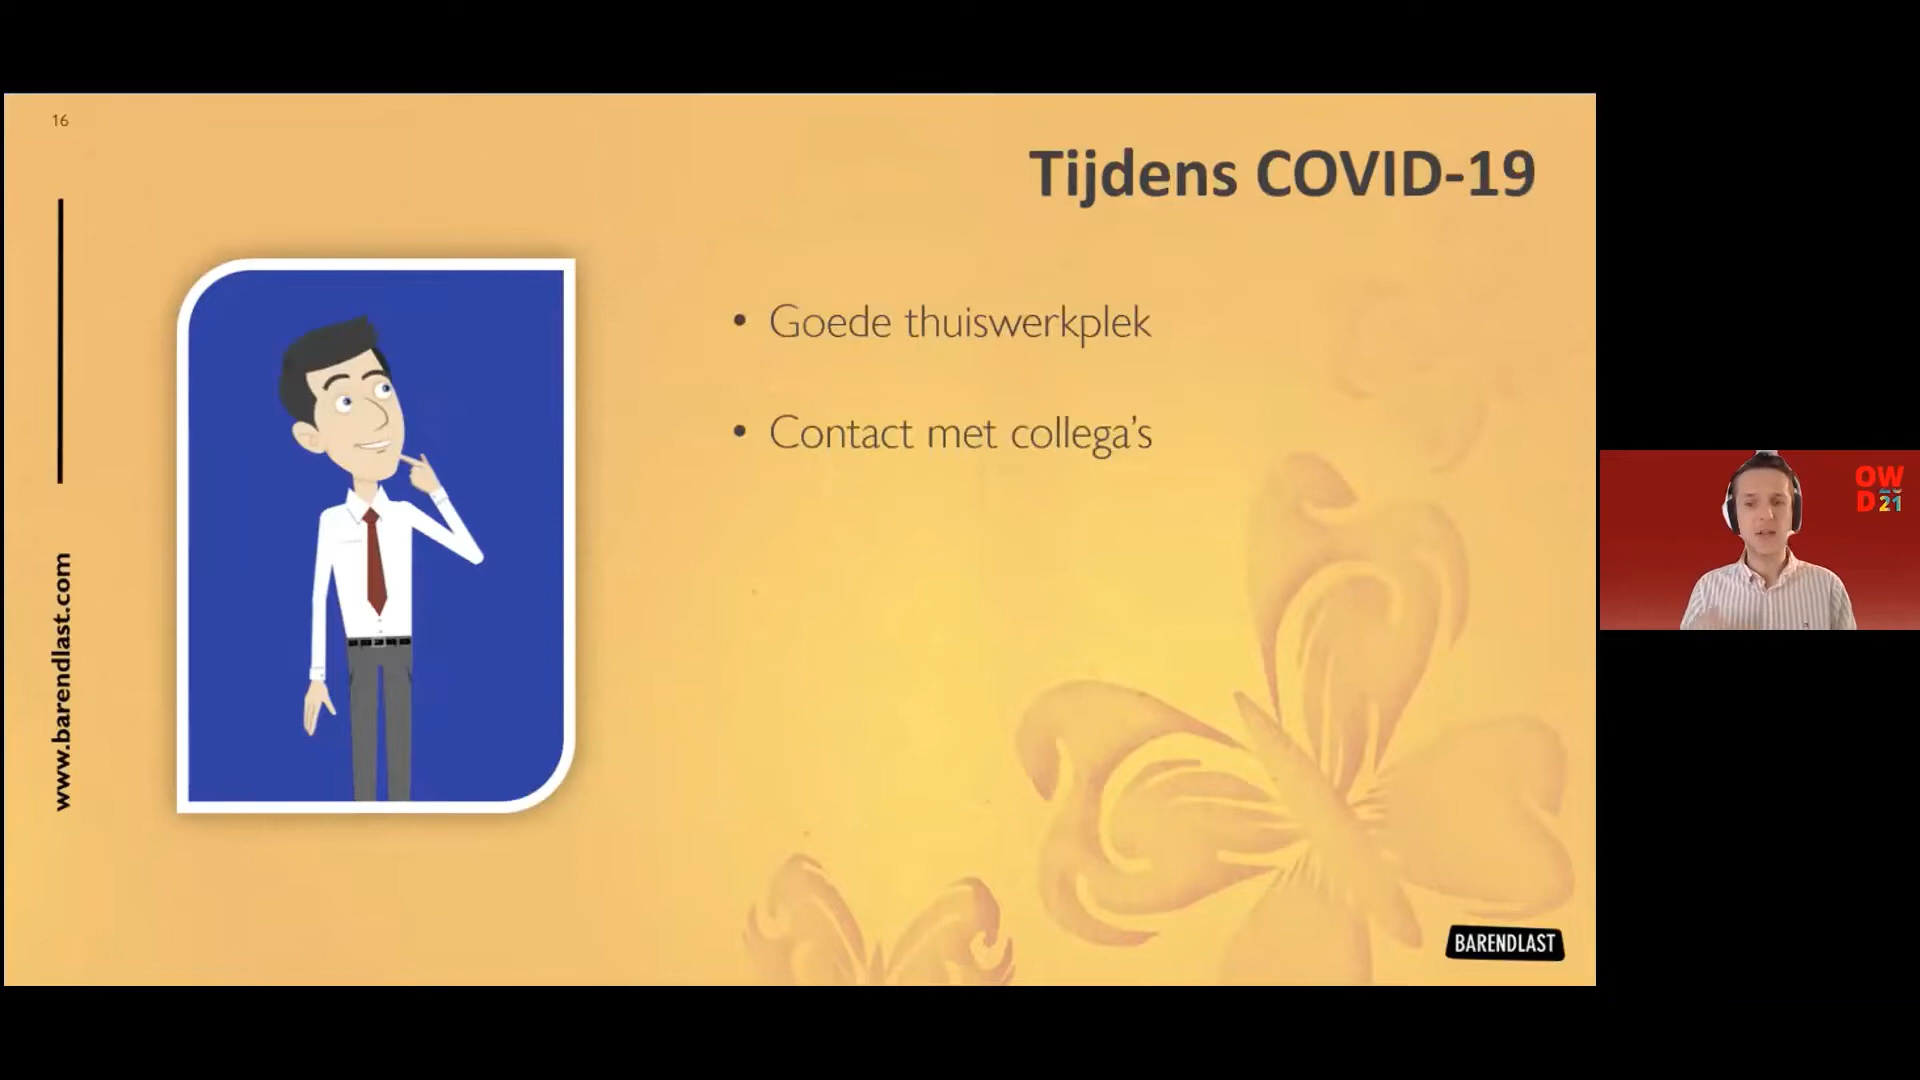 16
Tijdens COVID-19
• Goede thuiswerkplek
• Contact met collega's
www.barendlast.com
BARENDLAST
OW
D21